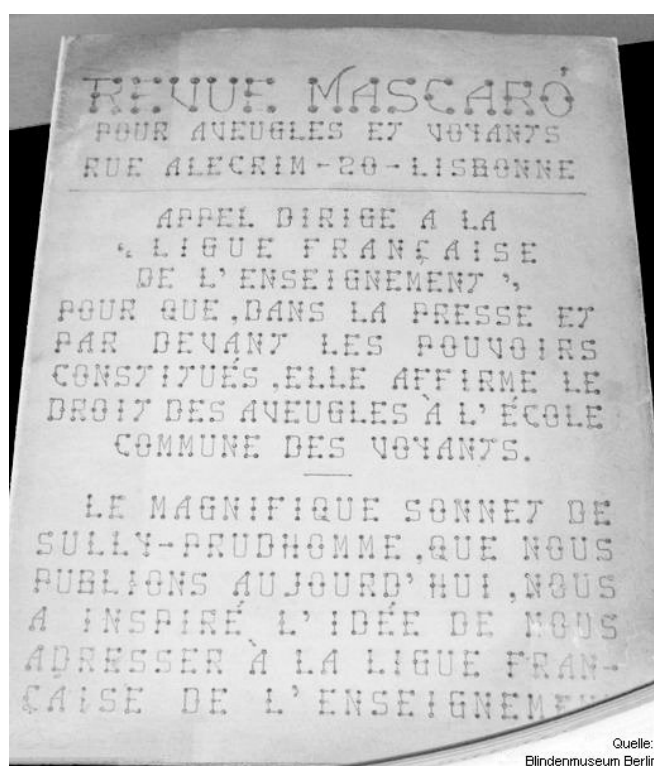 REVUE MASCARÓ
POUR AVEUGLES ET VOYANTS
RUE ALECRIM-20-LISBONNE
APPEL DIRIGE A LA
“ LIGUE FRANÇAISE
DE L'ENSEIGNEMENT ”,
POUR QUE, DANS LA PRESSE ET
PAR DEVANT LES POUVOIRS
CONSTITUÉS, ELLE AFFIRME LE
DROIT DES AVEUGLES À L'ÉCOLE
COMMUNE DES VOYANTS.
LE MAGNIFIQUE SONNET DE
SULLY-PRUDHOMME, QUE NOUS
PUBLIONS AUJOURD'HUI, NOUS
A INSPIRÉ L'IDÉE DE NOUS
ADRESSER À LA LIGUE FRAN-
ÇAISE DE L'ENSEIGNEMEN
Quelle:
Blindenmuseum Berlin